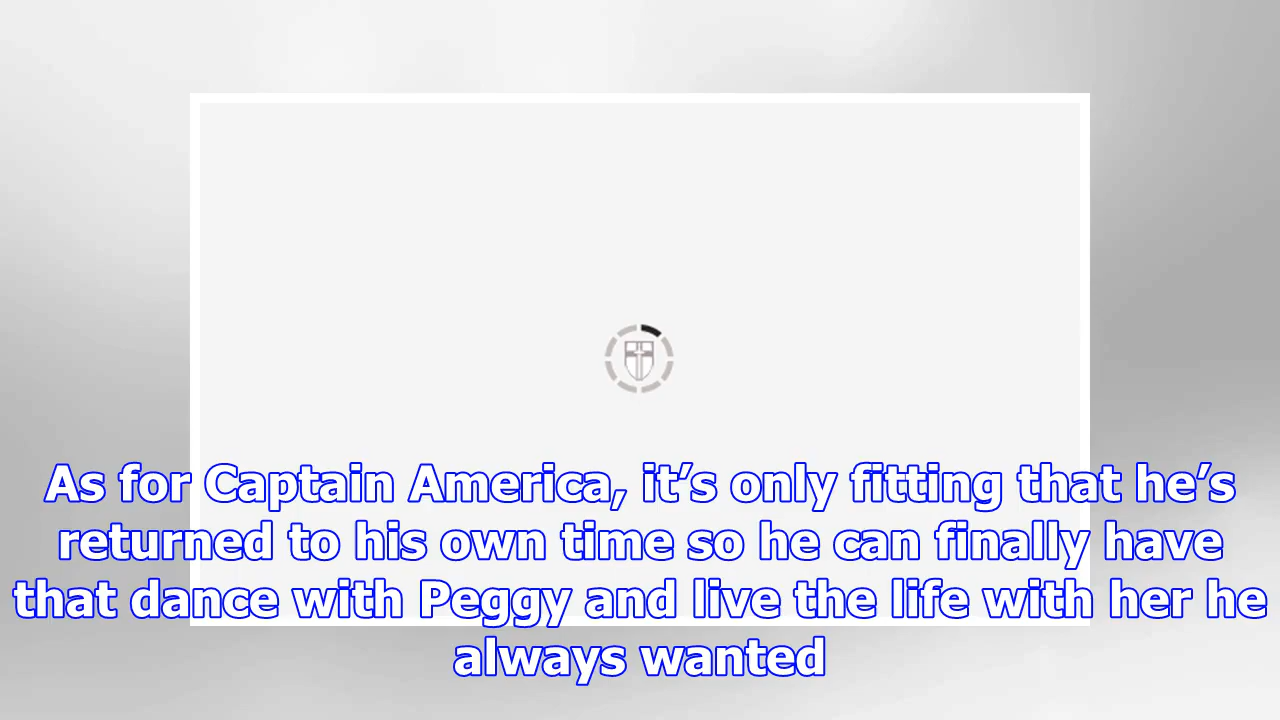 As for Captain America, it’s only fitting that he’s
returned to his own time so he can finally have
that dance with Peggy and live the life with her he
always wanted